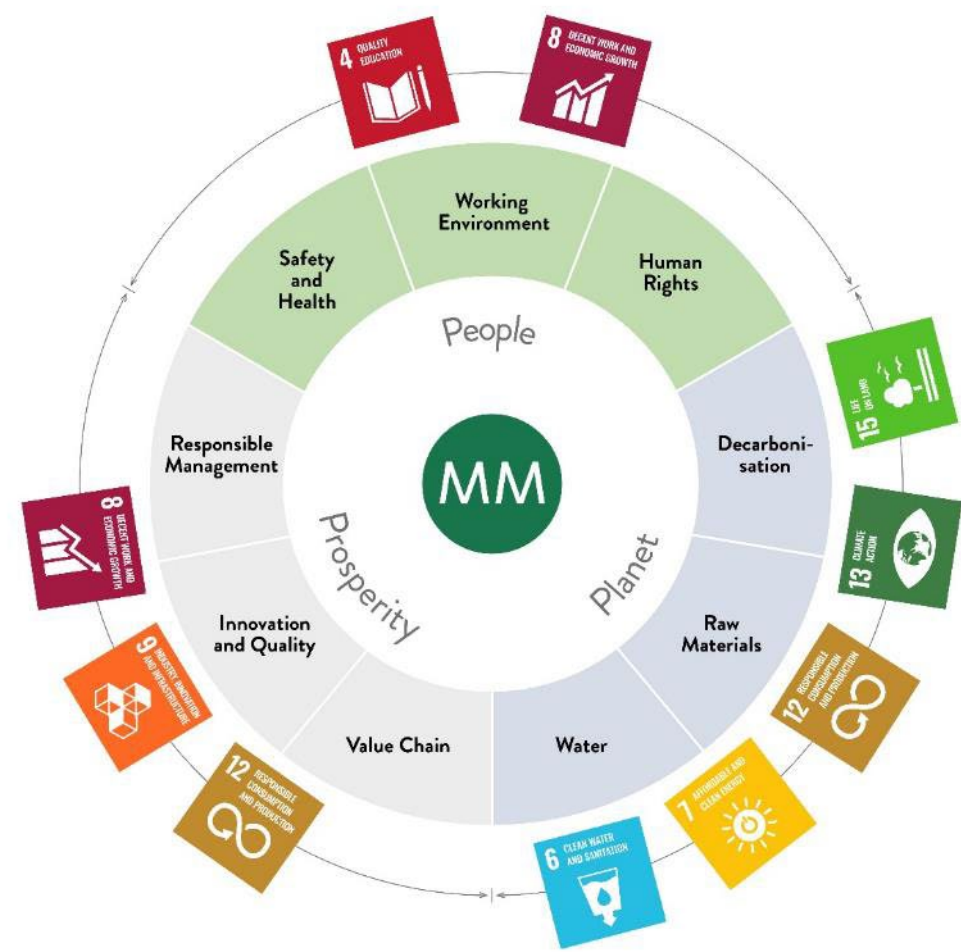 4 QUALITY
EDUCATION
8 DECENT WORK AND
ECONOMIC GROWTH
Working
Environment
Safety
and
Health
Human
Rights
People
15 LIFE
ON LAND
Responsible
Management
Decarboni-
sation
MM
8 DECENT WORK AND
ECONOMIC GROWTH
13 CLIMATE
ACTION
Prosperity
Planet
Innovation
and Quality
Raw
Materials
9 INDUSTRY, INNOVATION
AND INFRASTRUCTURE
12 RESPONSIBLE
CONSUMPTION
AND PRODUCTION
Value Chain
Water
12 RESPONSIBLE
CONSUMPTION
AND PRODUCTION
7 AFFORDABLE AND
CLEAN ENERGY
6 CLEAN WATER
AND SANITATION